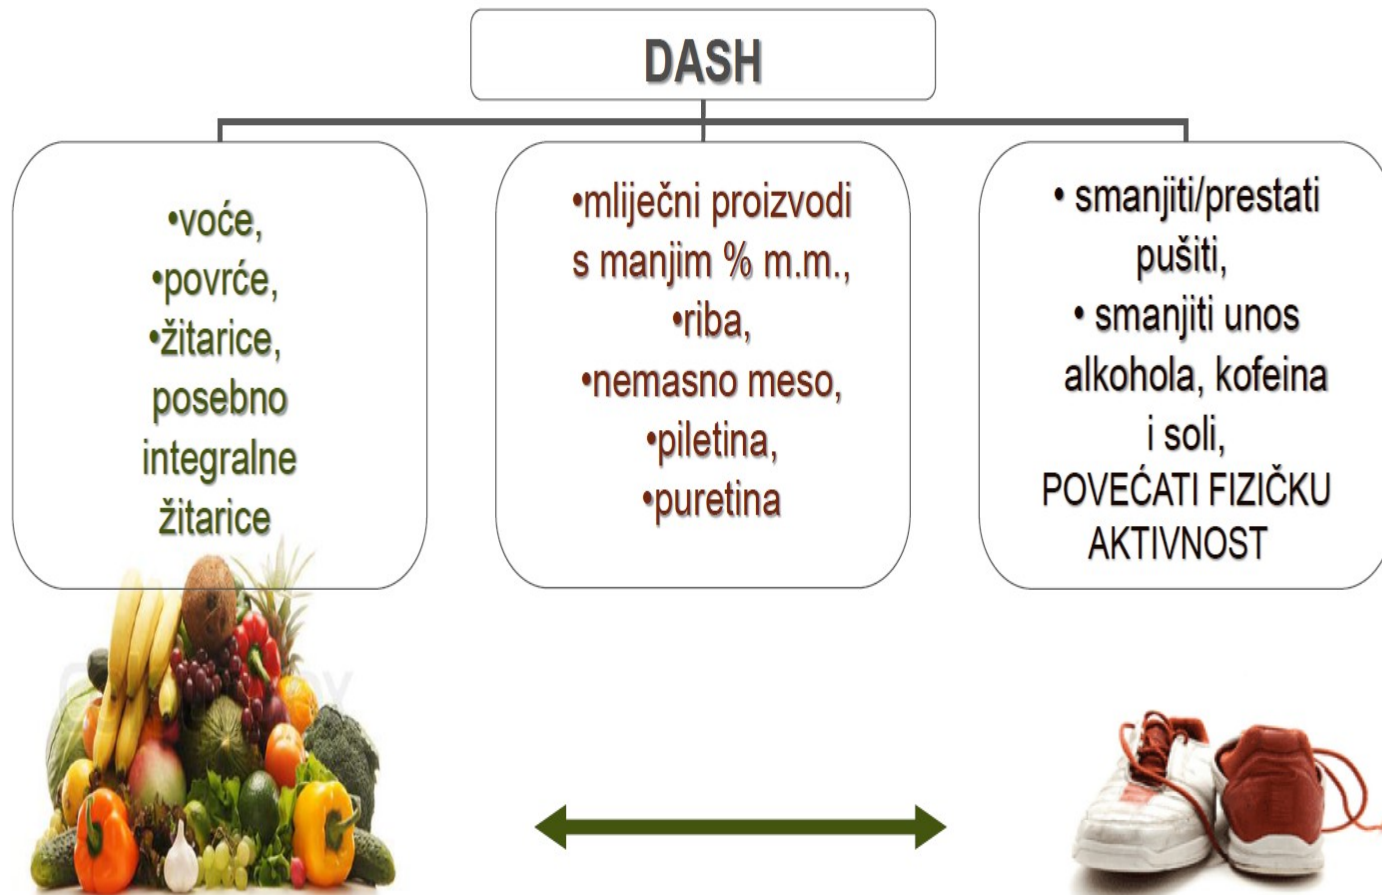 DASH
•voće,
•povrće,
•žitarice,
posebno
integralne
žitarice
•mliječni proizvodi
s manjim % m.m.,
•riba,
•nemasno meso,
•piletina,
•puretina
• smanjiti/prestati
pušiti,
• smanjiti unos
alkohola, kofeina
i soli,
POVEĆATI FIZIČKU
AKTIVNOST